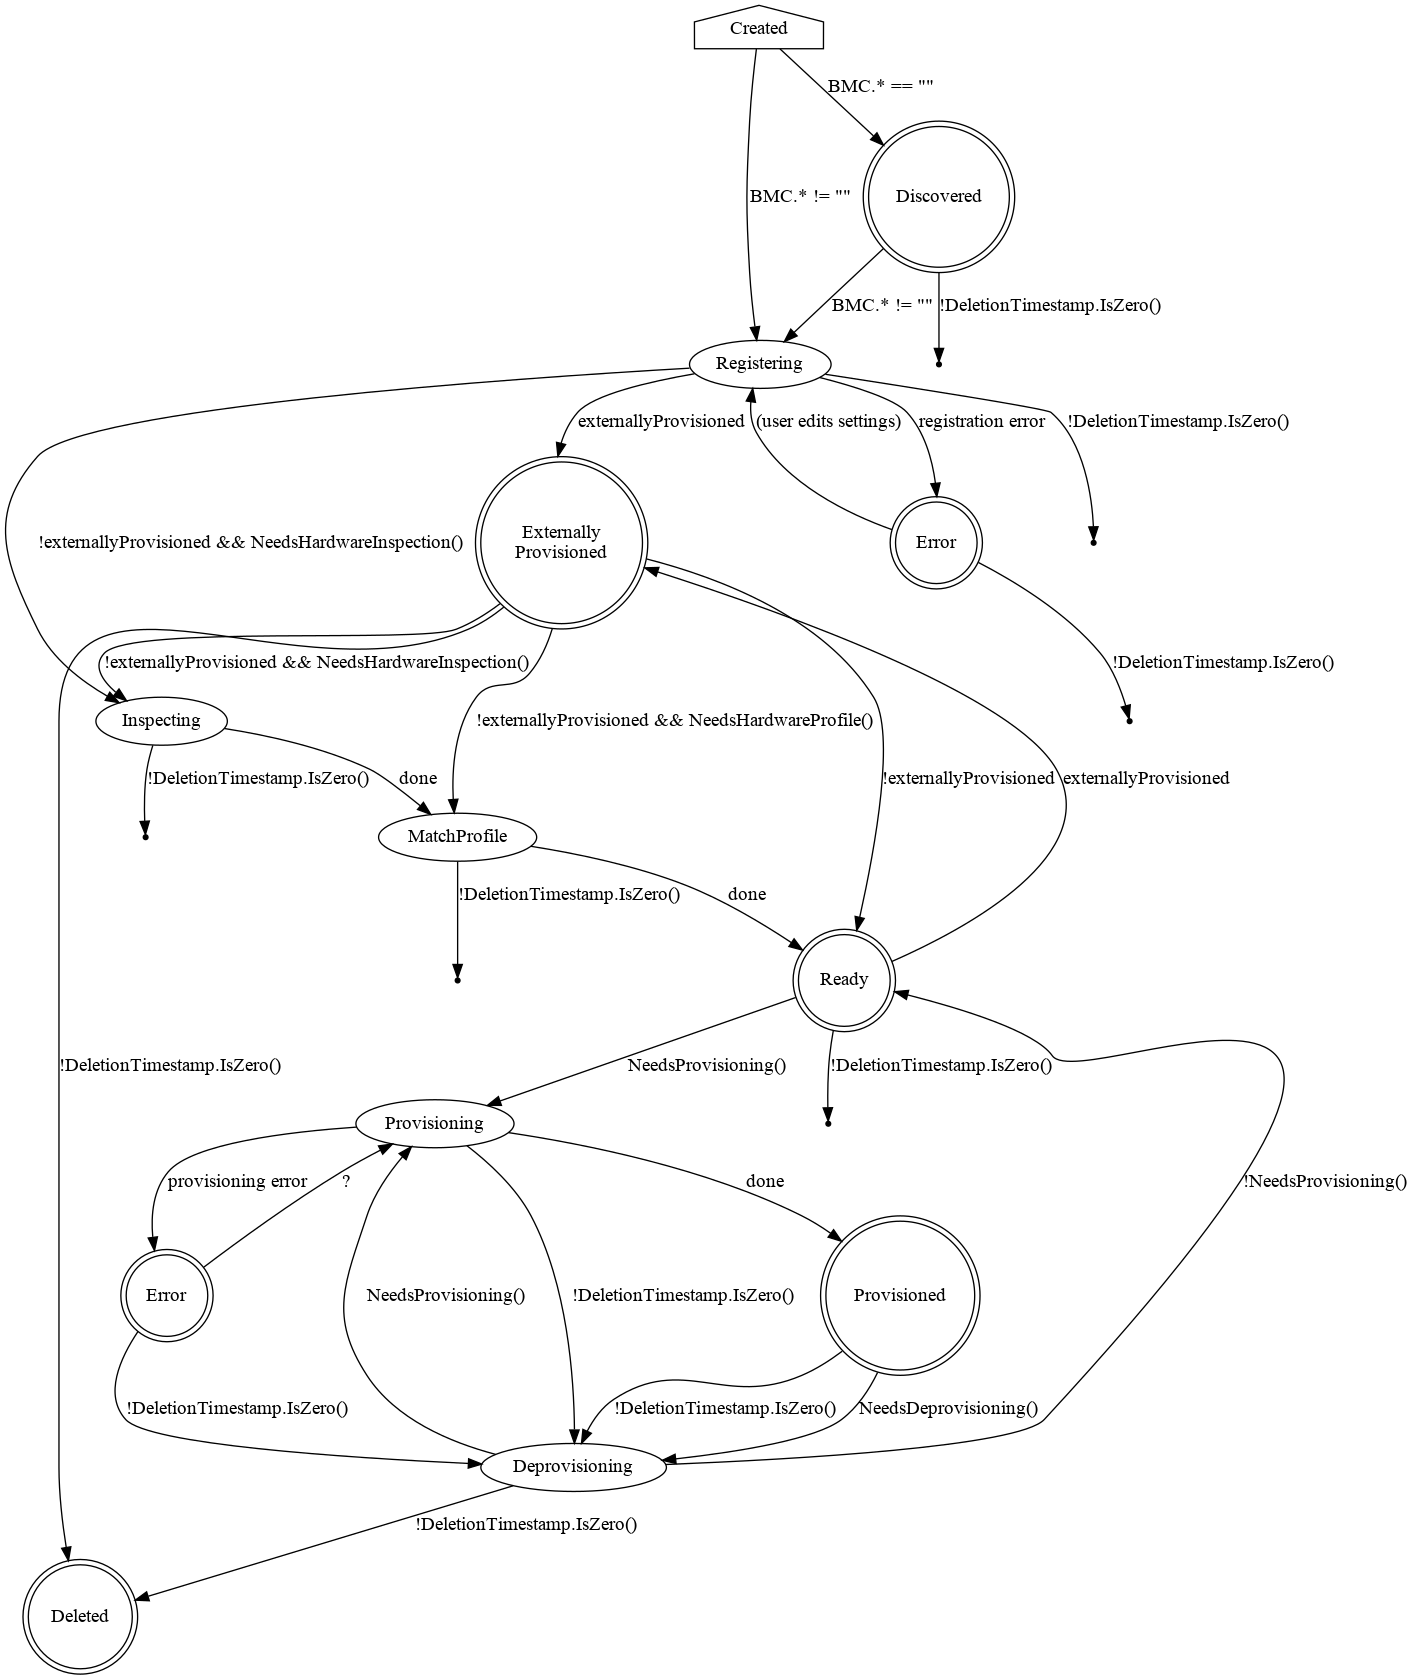 Created
BMC.* == ""
BMC.* != ""
Discovered
BMC.* != ""
!DeletionTimestamp.IsZero()
Registering
externallyProvisioned
(user edits settings)
registration error
!DeletionTimestamp.IsZero()
!externallyProvisioned && NeedsHardwareInspection()
Externally
Provisioned
Error
!externallyProvisioned && NeedsHardwareInspection()
!DeletionTimestamp.IsZero()
Inspecting
!externallyProvisioned && NeedsHardwareProfile()
!DeletionTimestamp.IsZero()
done
!externallyProvisioned
externallyProvisioned
MatchProfile
!DeletionTimestamp.IsZero()
done
Ready
!DeletionTimestamp.IsZero()
NeedsProvisioning()
!DeletionTimestamp.IsZero()
Provisioning
provisioning error
?
done
!NeedsProvisioning()
Error
NeedsProvisioning()
!DeletionTimestamp.IsZero()
Provisioned
!DeletionTimestamp.IsZero()
!DeletionTimestamp.IsZero()
NeedsDeprovisioning()
Deprovisioning
!DeletionTimestamp.IsZero()
Deleted